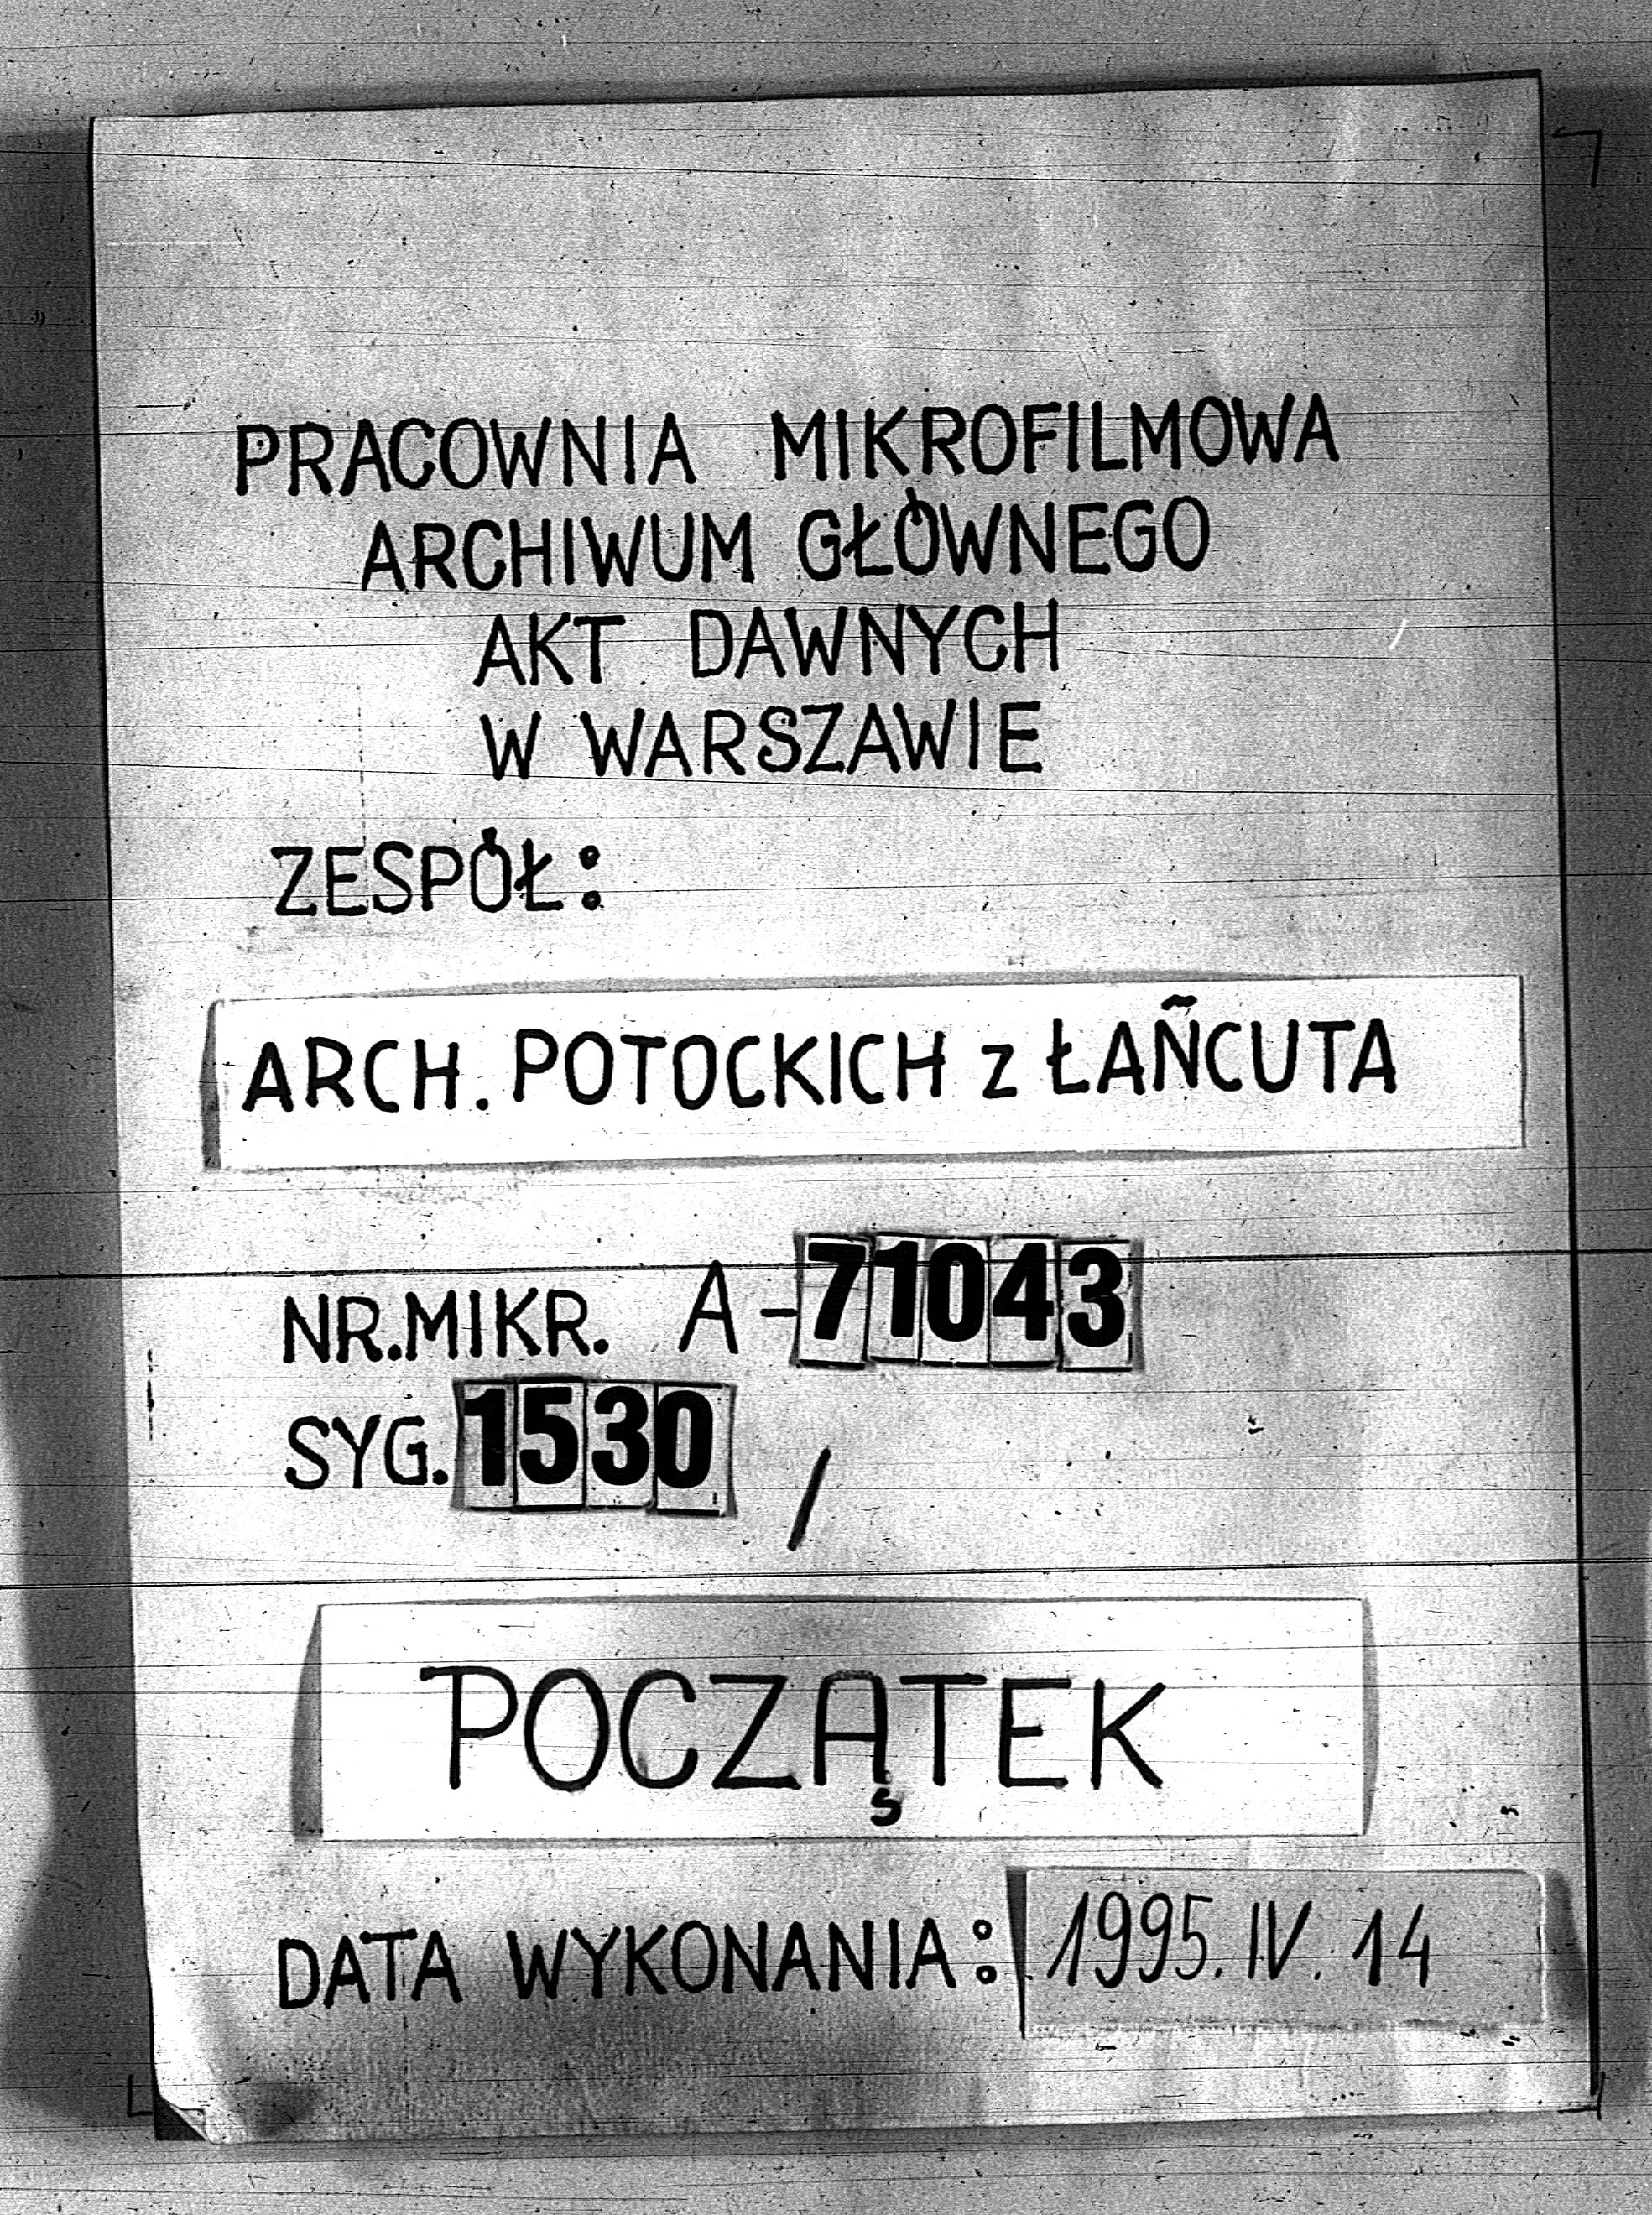 PRACOWNIA MIKROFILMOWA
ARCHIWUM GŁÓWNEGO
AKT DAWNYCH
W WARSZAWIE
ZESPÓŁ:
ARCH. POTOCKICH z ŁAŃCUTA
NR.MIKR. A-71043
SYG. 1530 /
POCZĄTEK
DATA WYKONANIA: 1995.IV.14